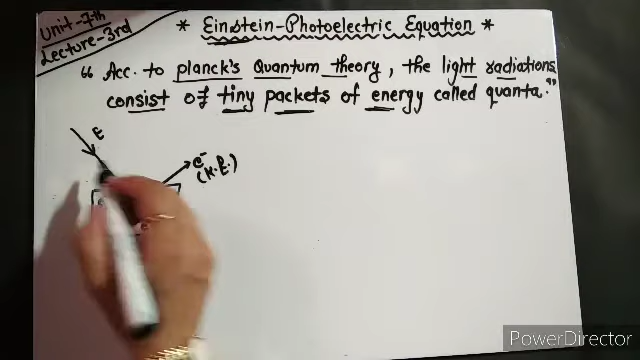 Unit-7th
Lecture-3rd
* Einstein-Photoelectric Equation *
“ Acc. to planck's Quantum theory, the light radiations
consist of tiny packets of energy called quanta.”
E
e-
(K.E.)
PowerDirector